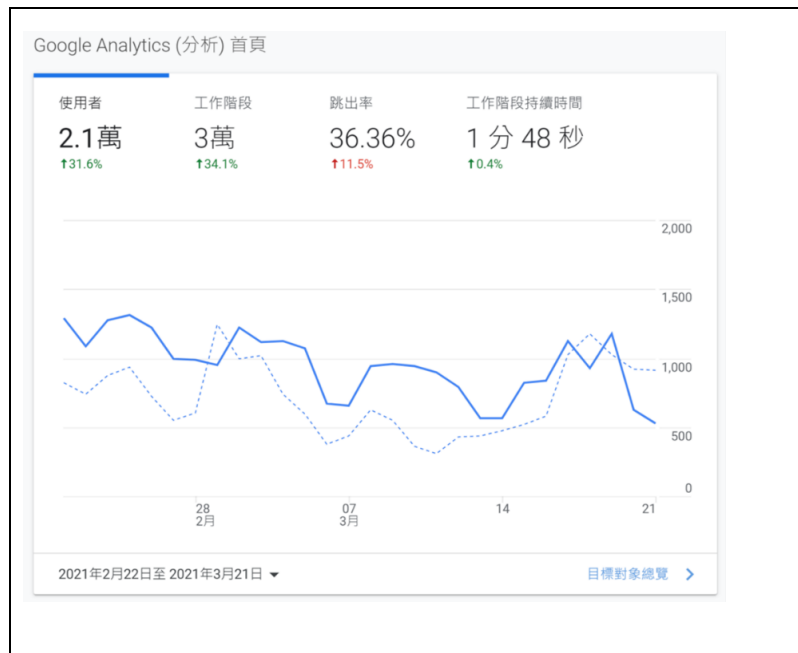 Google Analytics (分析) 首頁
使用者 工作階段 跳出率 工作階段持續時間
2.1萬 3萬 36.36% 1 分 48 秒
↑31.6% ↑34.1% ↑11.5% ↑0.4%
2,000
1,500
1,000
500
0
28 07 14 21
2月 3月
2021年2月22日至 2021年3月21日
目標對象總覽